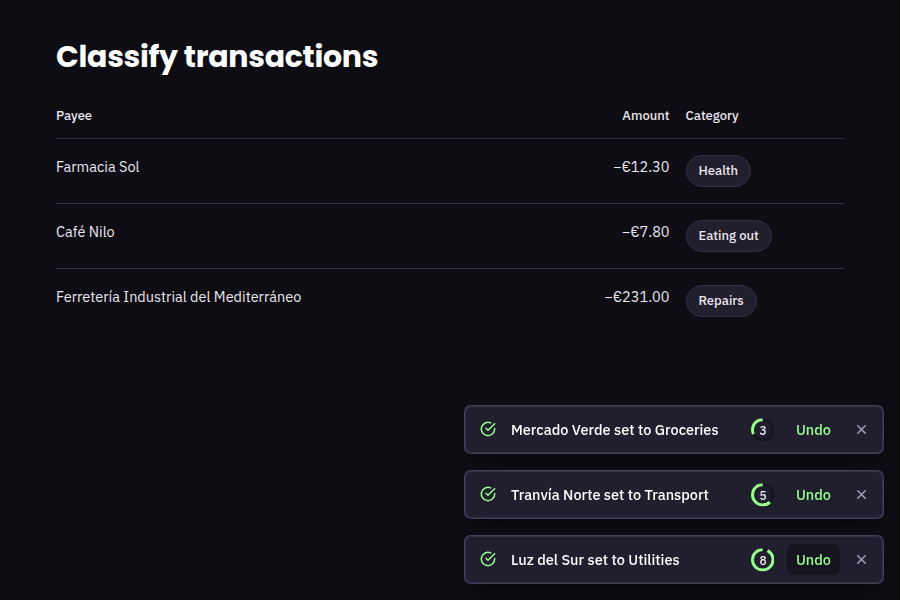 Classify transactions
Payee Amount Category
Farmacia Sol −€12.30 Health
Café Nilo −€7.80 Eating out
Ferretería Industrial del Mediterráneo −€231.00 Repairs
Mercado Verde set to Groceries 3 Undo
Tranvía Norte set to Transport 5 Undo
Luz del Sur set to Utilities 8 Undo